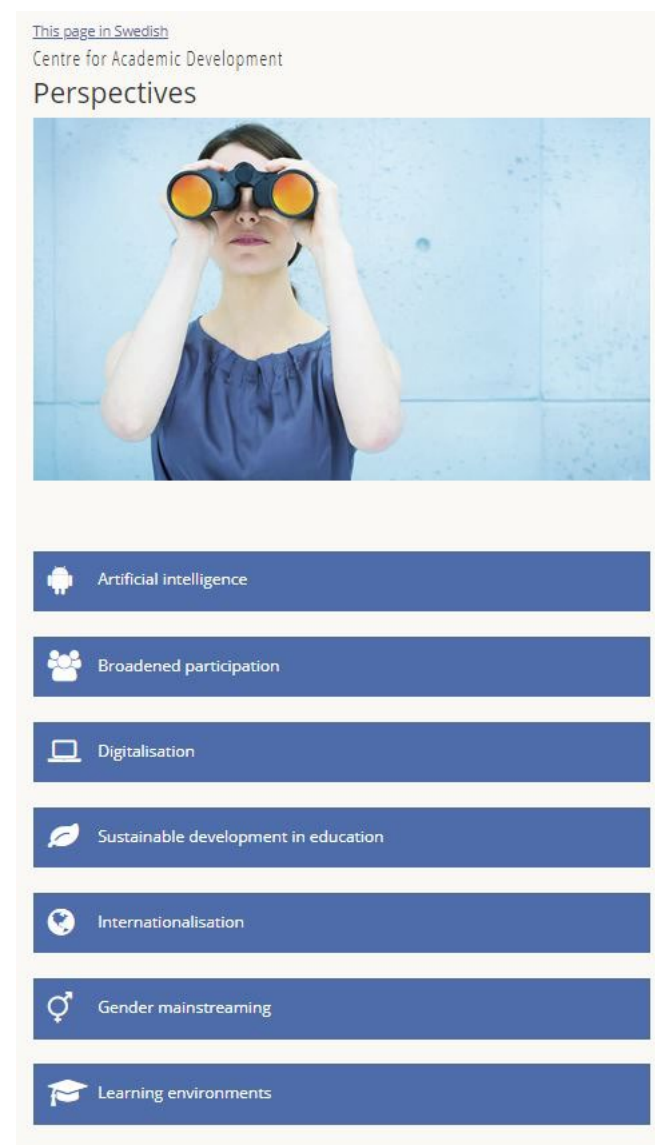 This page in Swedish
Centre for Academic Development
Perspectives
Artificial intelligence
Broadened participation
Digitalisation
Sustainable development in education
Internationalisation
Gender mainstreaming
Learning environments